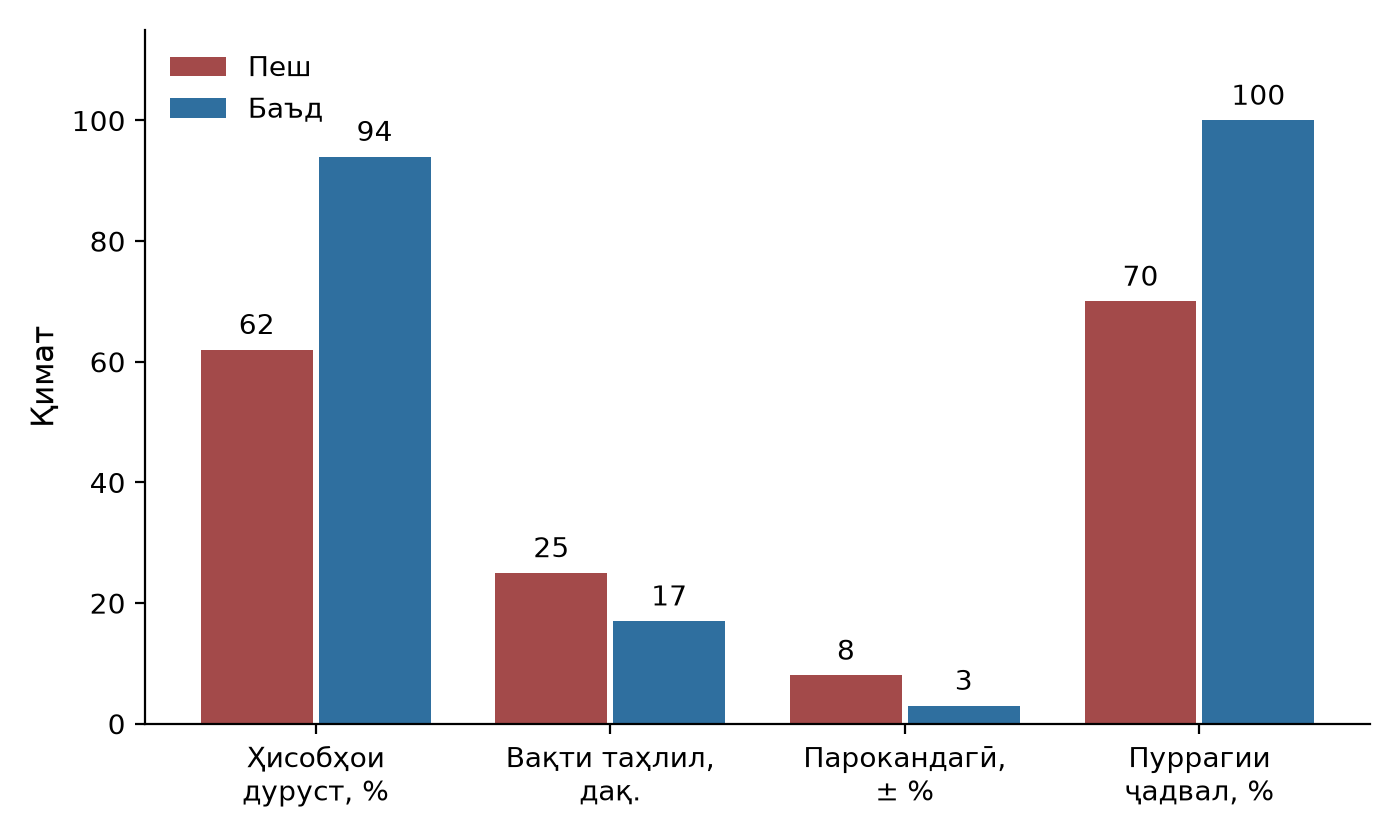 Пеш
Баъд
Қимат
100
80
60
40
20
0
62
94
25
17
8
3
70
100
Ҳисобҳои
дуруст, %
Вақти таҳлил,
дақ.
Парокандагӣ,
± %
Пуррагии
ҷадвал, %